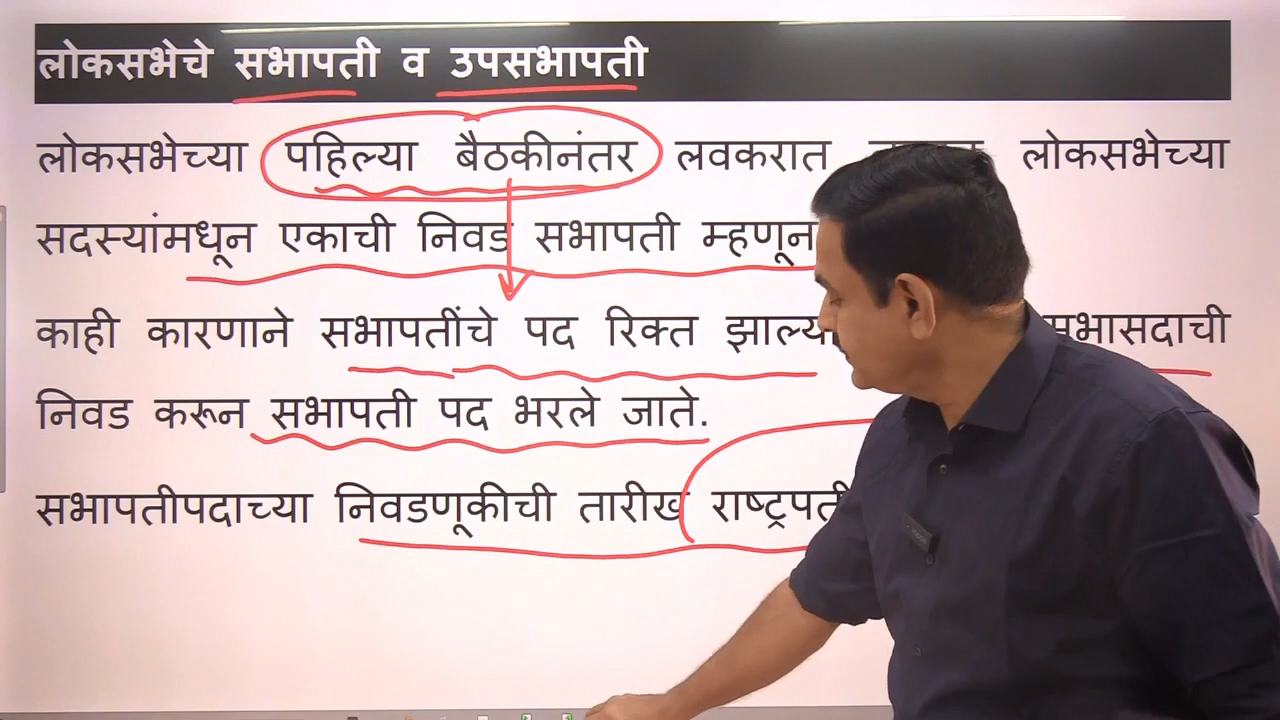 लोकसभेचे सभापती व उपसभापती
लोकसभेच्या पहिल्या बैठकीनंतर लवकरात लोकसभेच्या
सदस्यांमधून एकाची निवड सभापती म्हणून
काही कारणाने सभापतींचे पद रिक्त सभासदाची
निवड करून सभापती पद भरले जाते.
सभापतीपदाच्या निवडणूकीची तारीख